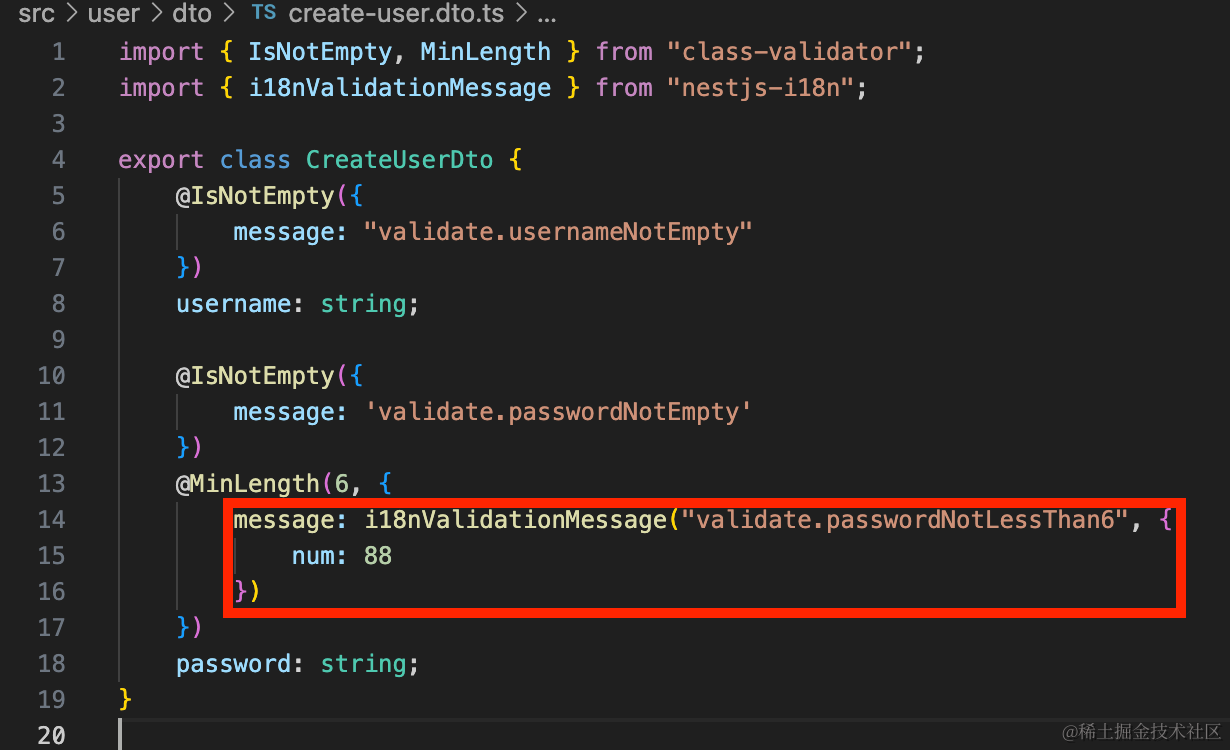 src > user > dto > TS create-user.dto.ts > ...
1 import { IsNotEmpty, MinLength } from "class-validator";
2 import { i18nValidationMessage } from "nestjs-i18n";
3
4 export class CreateUserDto {
5     @IsNotEmpty({
6         message: "validate.usernameNotEmpty"
7     })
8     username: string;
9
10     @IsNotEmpty({
11         message: 'validate.passwordNotEmpty'
12     })
13     @MinLength(6, {
14         message: i18nValidationMessage("validate.passwordNotLessThan6", {
15             num: 88
16         })
17     })
18     password: string;
19 }
20
@稀土掘金技术社区